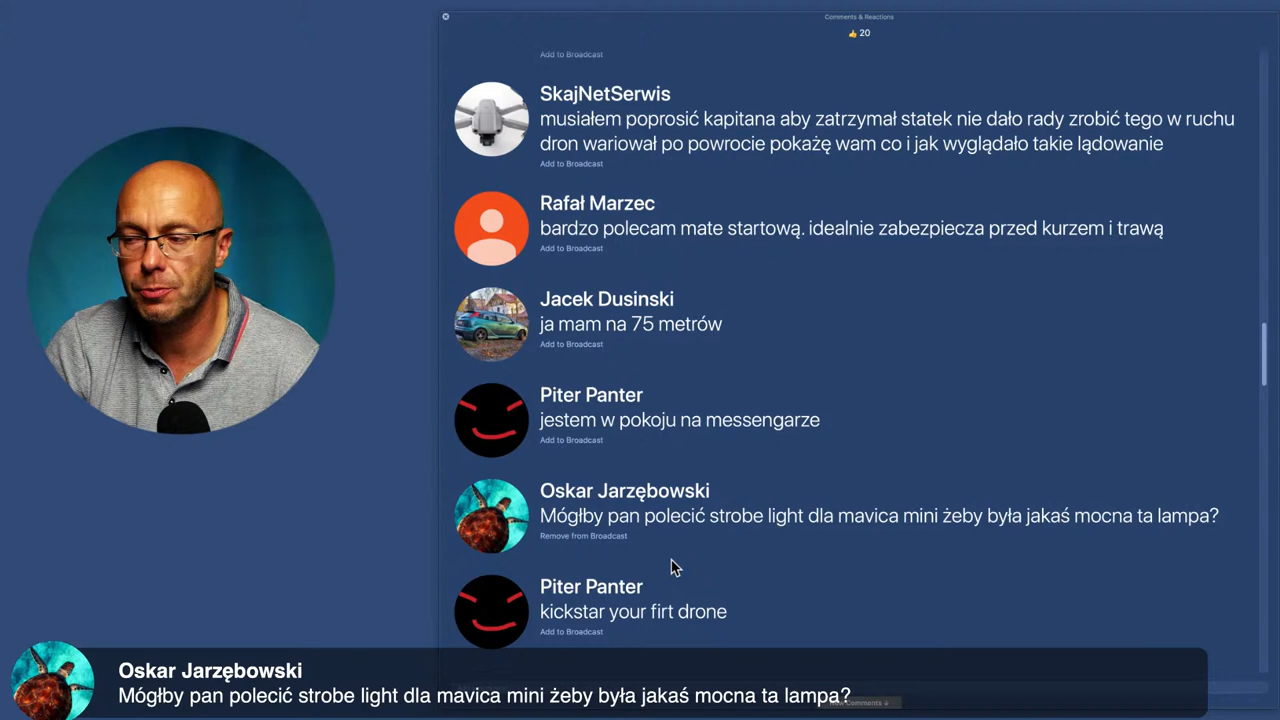 Comments & Reactions
👍 20
Add to Broadcast
SkajNetSerwis
musiałem poprosić kapitana aby zatrzymał statek nie dało rady zrobić tego w ruchu
dron wariował po powrocie pokażę wam co i jak wyglądało takie lądowanie
Add to Broadcast
Rafał Marzec
bardzo polecam mate startową. idealnie zabezpiecza przed kurzem i trawą
Add to Broadcast
Jacek Dusinski
ja mam na 75 metrów
Add to Broadcast
Piter Panter
jestem w pokoju na messengarze
Add to Broadcast
Oskar Jarzębowski
Mógłby pan polecić strobe light dla mavica mini żeby była jakaś mocna ta lampa?
Remove from Broadcast
Piter Panter
kickstar your firt drone
Add to Broadcast
Oskar Jarzębowski
Mógłby pan polecić strobe light dla mavica mini żeby była jakaś mocna ta lampa?
New Comments